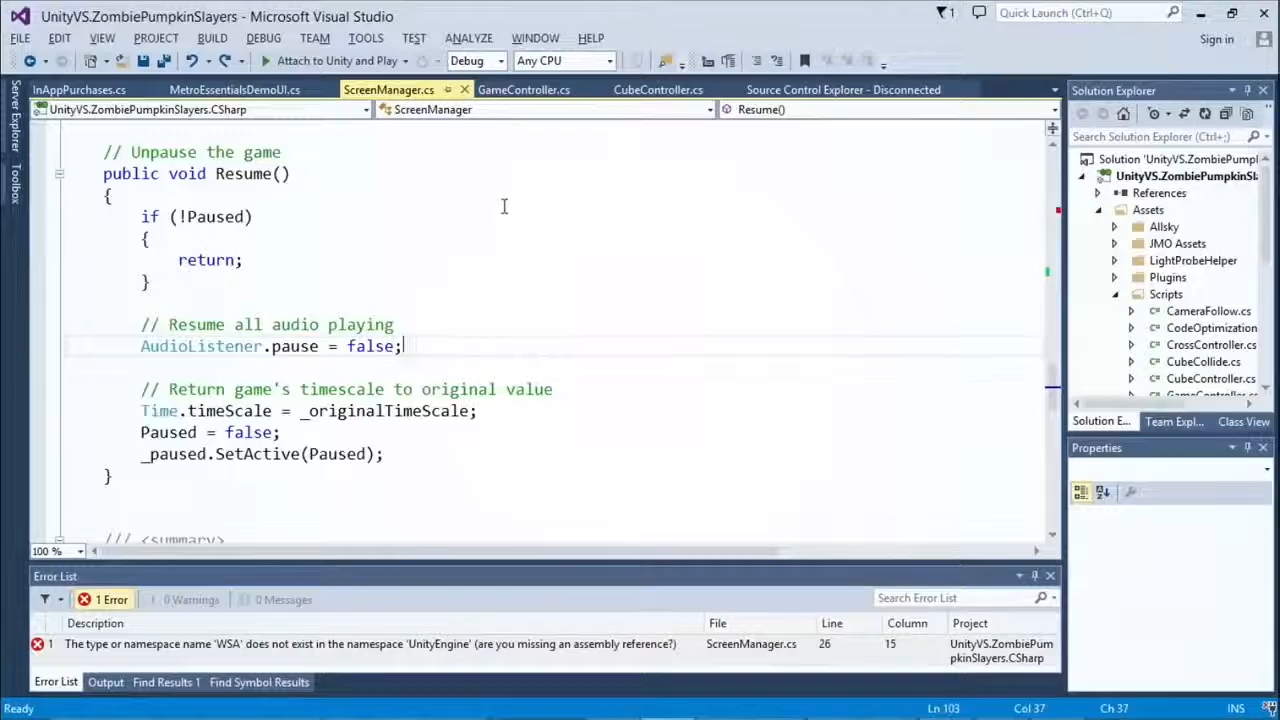 UnityVS.ZombiePumpkinSlayers - Microsoft Visual Studio
1
Quick Launch (Ctrl+Q)
FILE EDIT VIEW PROJECT BUILD DEBUG TEAM TOOLS TEST ANALYZE WINDOW HELP
Sign in
Attach to Unity and Play
Debug
Any CPU
Server Explorer
Toolbox
InAppPurchases.cs MetroEssentialsDemoUI.cs ScreenManager.cs GameController.cs CubeController.cs Source Control Explorer - Disconnected
UnityVS.ZombiePumpkinSlayers.CSharp ScreenManager Resume()
// Unpause the game
public void Resume()
{
if (!Paused)
{
return;
}
// Resume all audio playing
AudioListener.pause = false;
// Return game's timescale to original value
Time.timeScale = _originalTimeScale;
Paused = false;
_paused.SetActive(Paused);
}
/// <summary>
100 %
Solution Explorer
Search Solution Explorer (Ctrl+;)
Solution 'UnityVS.ZombiePumpl
UnityVS.ZombiePumpkinSla
References
Assets
Allsky
JMO Assets
LightProbeHelper
Plugins
Scripts
CameraFollow.cs
CodeOptimization
CrossController.cs
CubeCollide.cs
CubeController.cs
GameController.cs
Solution E... Team Expl... Class View
Properties
Error List
1 Error 0 Warnings 0 Messages
Search Error List
Description File Line Column Project
1 The type or namespace name 'WSA' does not exist in the namespace 'UnityEngine' (are you missing an assembly reference?) ScreenManager.cs 26 15 UnityVS.ZombiePum
pkinSlayers.CSharp
Error List Output Find Results 1 Find Symbol Results
Ready Ln 103 Col 37 Ch 37 INS